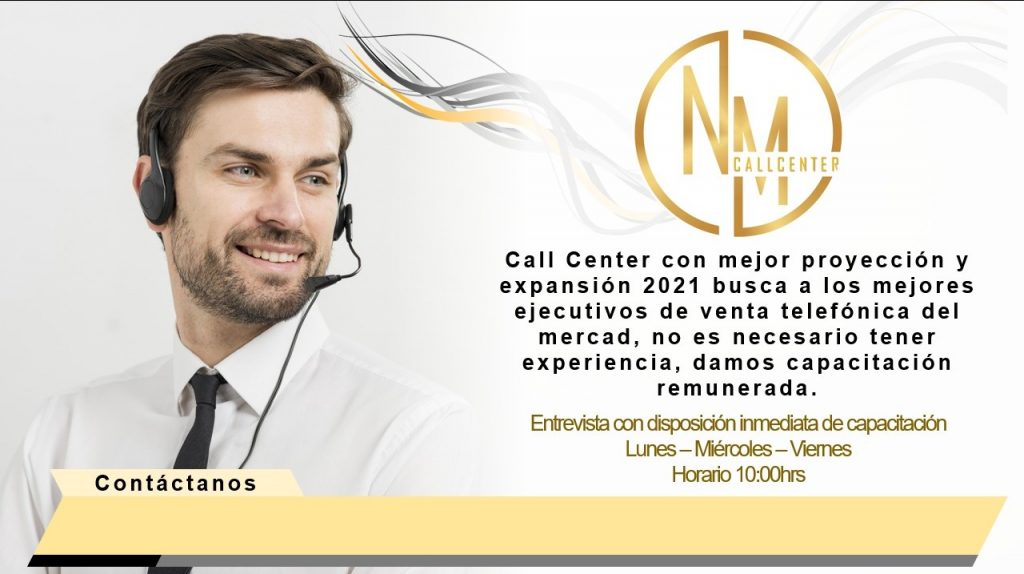 NM
CALLCENTER
Call Center con mejor proyección y
expansión 2021 busca a los mejores
ejecutivos de venta telefónica del
mercad, no es necesario tener
experiencia, damos capacitación
remunerada.
Entrevista con disposición inmediata de capacitación
Lunes – Miércoles – Viernes
Horario 10:00hrs
Contáctanos